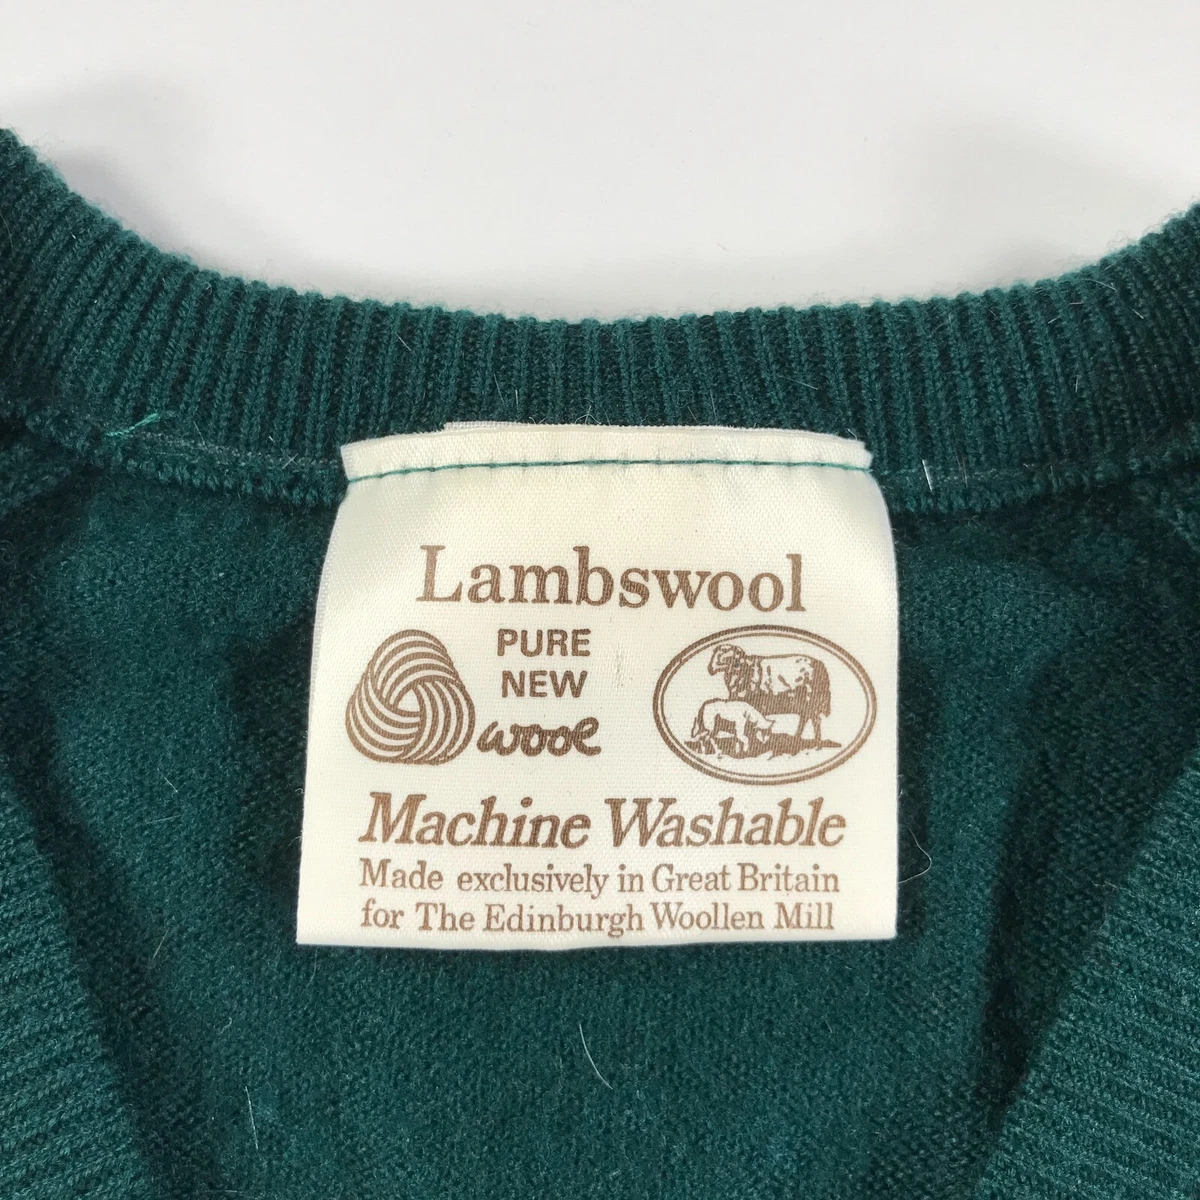 Lambswool
PURE
NEW
wool
Machine Washable
Made exclusively in Great Britain
for The Edinburgh Woollen Mill